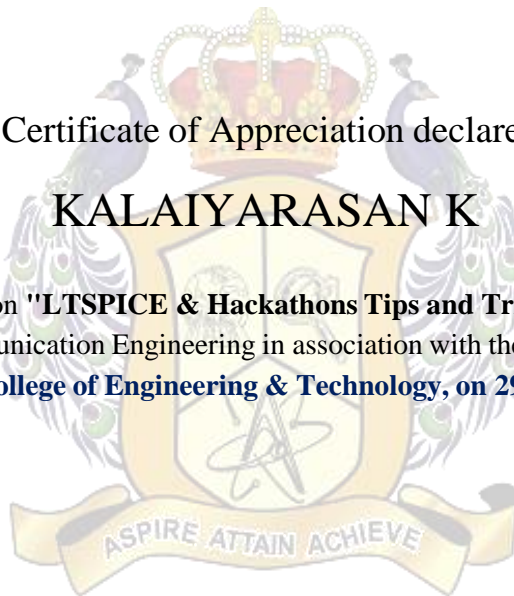 Certificate of Appreciation declare
KALAIYARASAN K
on "LTSPICE & Hackathons Tips and Tr
unication Engineering in association with the
ollege of Engineering & Technology, on 29
ASPIRE ATTAIN ACHIEVE